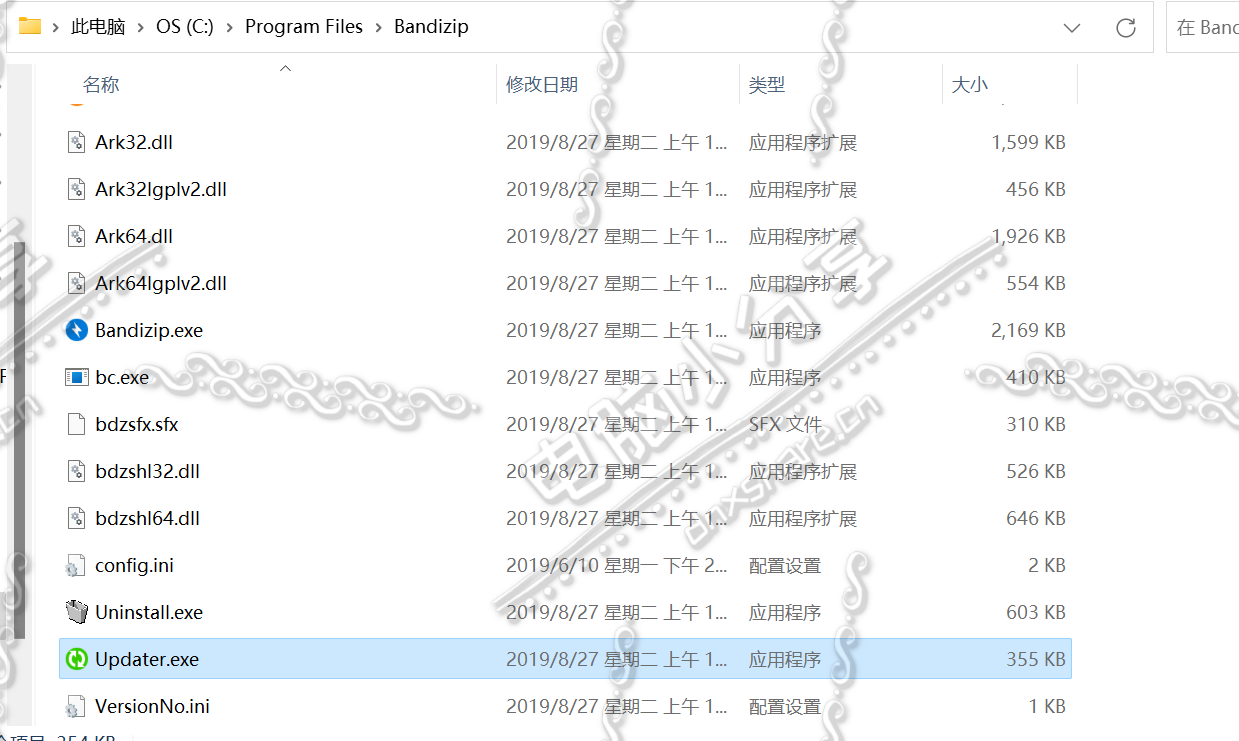 此电脑 › OS (C:) › Program Files › Bandizip 在 Band
名称 修改日期 类型 大小
Ark32.dll 2019/8/27 星期二 上午 1... 应用程序扩展 1,599 KB
Ark32lgplv2.dll 2019/8/27 星期二 上午 1... 应用程序扩展 456 KB
Ark64.dll 2019/8/27 星期二 上午 1... 应用程序扩展 1,926 KB
Ark64lgplv2.dll 2019/8/27 星期二 上午 1... 应用程序扩展 554 KB
Bandizip.exe 2019/8/27 星期二 上午 1... 应用程序 2,169 KB
bc.exe 2019/8/27 星期二 上午 1... 应用程序 410 KB
bdzsfx.sfx 2019/8/27 星期二 上午 1... SFX 文件 310 KB
bdzshl32.dll 2019/8/27 星期二 上午 1... 应用程序扩展 526 KB
bdzshl64.dll 2019/8/27 星期二 上午 1... 应用程序扩展 646 KB
config.ini 2019/6/10 星期一 下午 2... 配置设置 2 KB
Uninstall.exe 2019/8/27 星期二 上午 1... 应用程序 603 KB
Updater.exe 2019/8/27 星期二 上午 1... 应用程序 355 KB
VersionNo.ini 2019/8/27 星期二 上午 1... 配置设置 1 KB
电脑小分享
dnxshare.cn